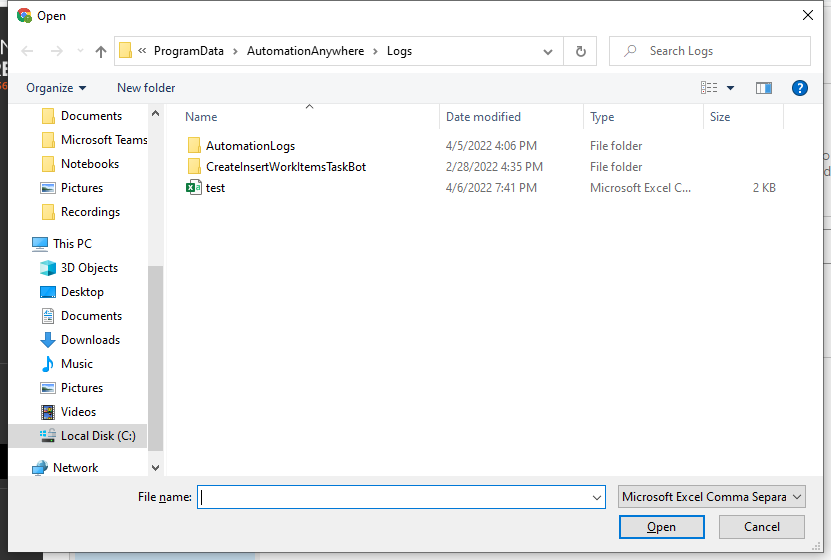 Open
« ProgramData › AutomationAnywhere › Logs
Search Logs
Organize
New folder
Name
Date modified
Type
Size
AutomationLogs 4/5/2022 4:06 PM File folder
CreateInsertWorkItemsTaskBot 2/28/2022 4:35 PM File folder
test 4/6/2022 7:41 PM Microsoft Excel C... 2 KB
Documents
Microsoft Teams
Notebooks
Pictures
Recordings
This PC
3D Objects
Desktop
Documents
Downloads
Music
Pictures
Videos
Local Disk (C:)
Network
File name:
Microsoft Excel Comma Separa
Open
Cancel